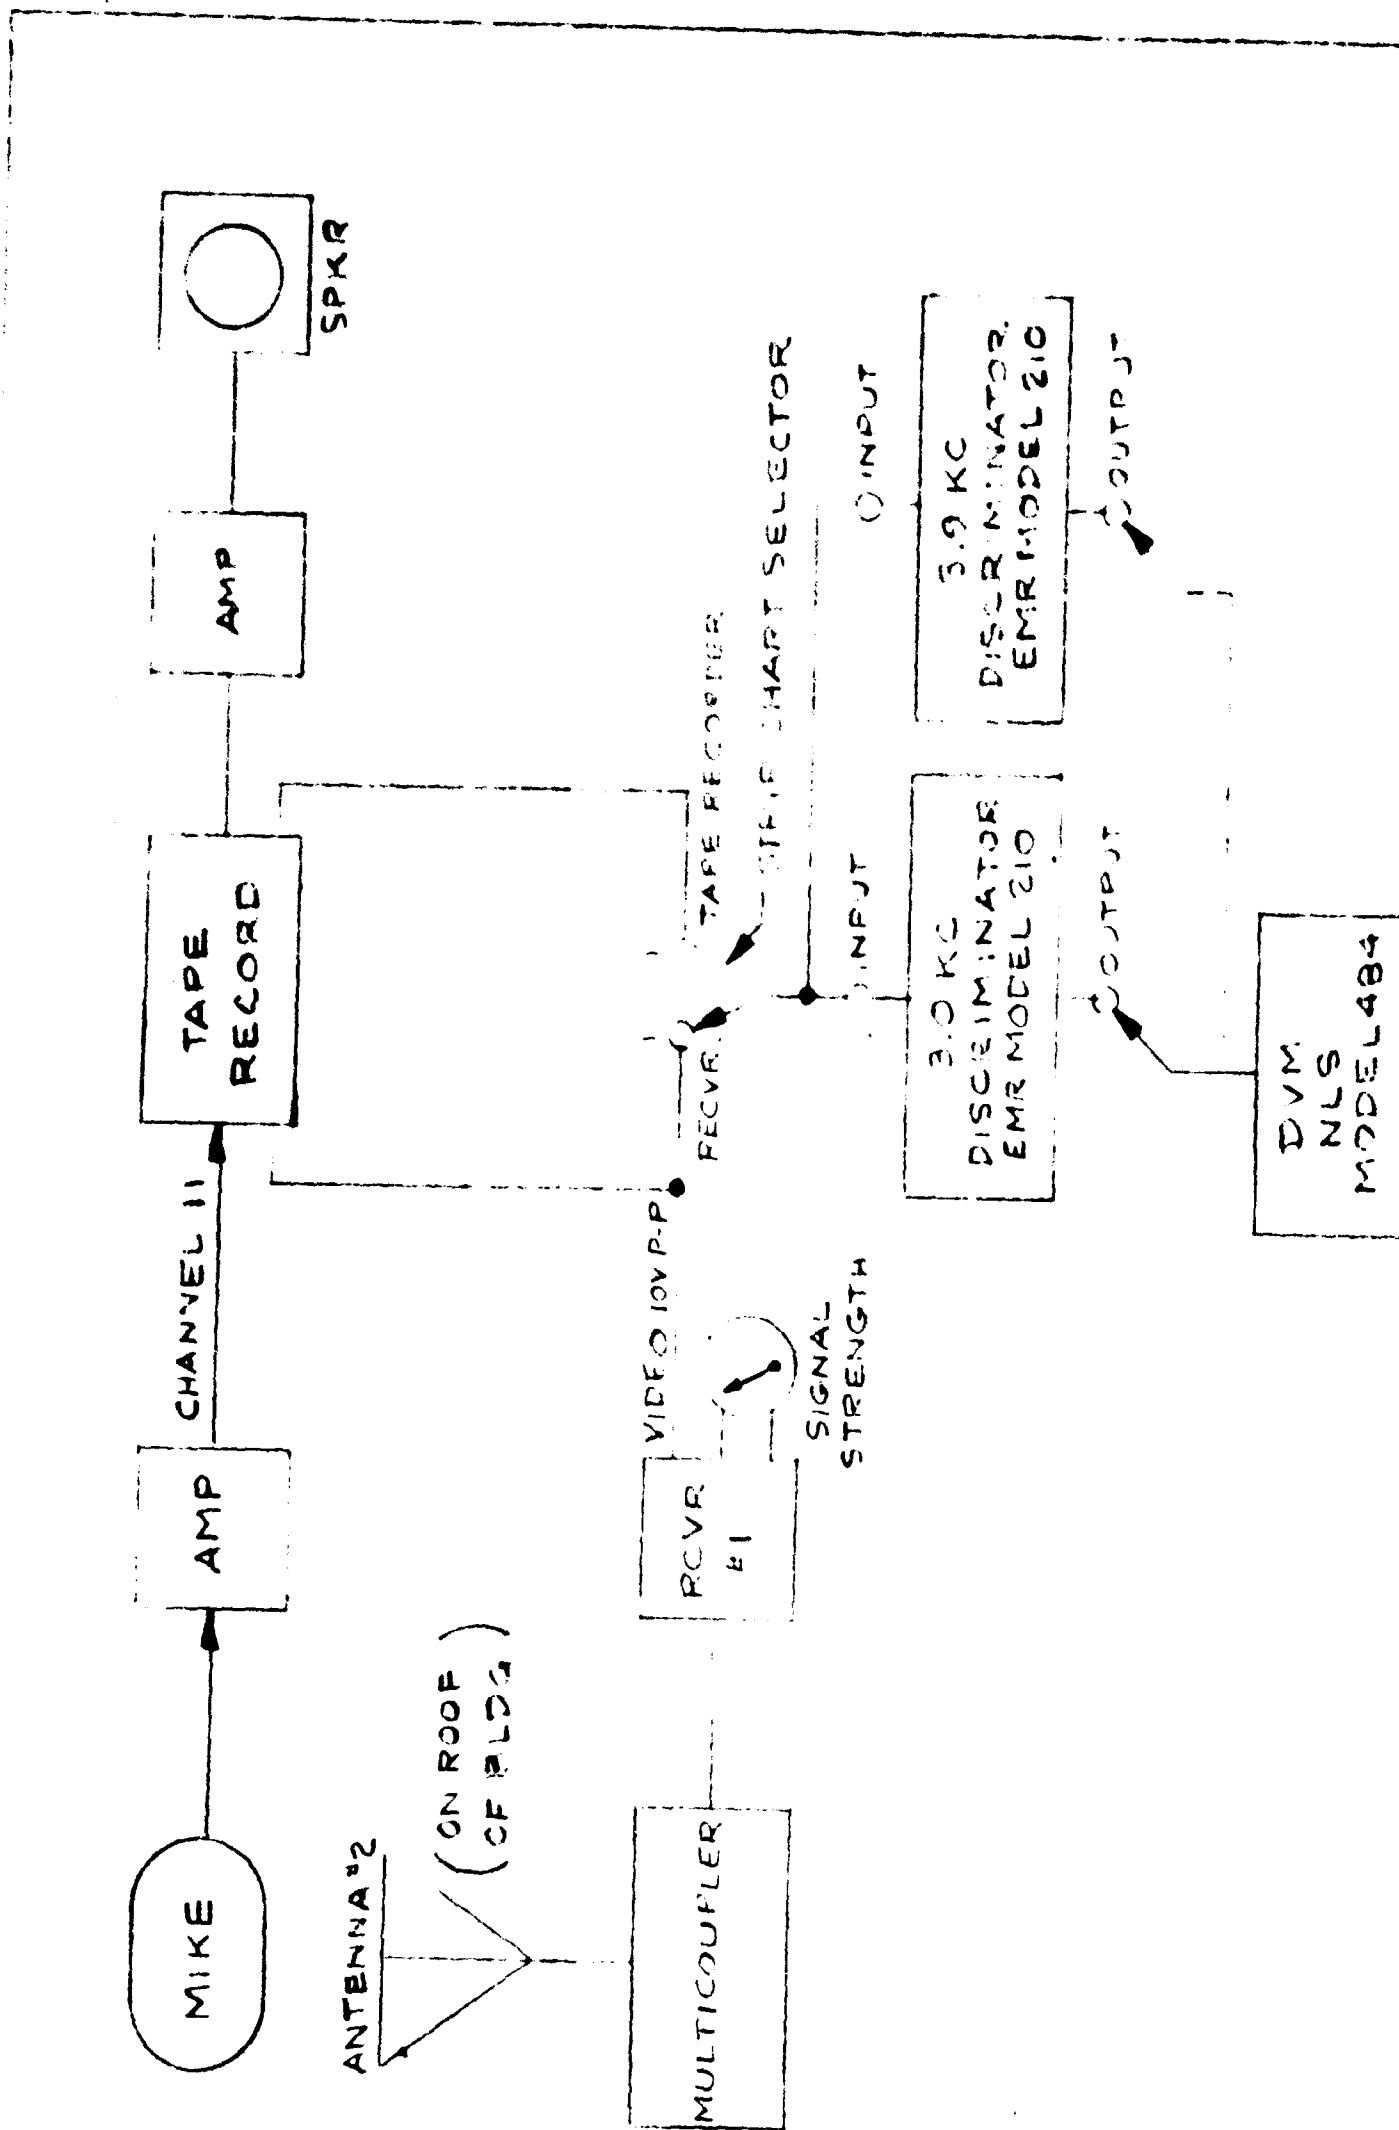 MIKE
AMP
CHANNEL 11
TAPE
RECORD
AMP
SPKR
ANTENNA #2
(ON ROOF
OF BLDG)
MULTICOUPLER
RCVR
#1
VIDEO 10V P-P
SIGNAL
STRENGTH
RECVR.
TAPE RECORDER
STRIP CHART SELECTOR
INPUT
3.0 KC
DISCRIMINATOR
EMR MODEL 210
OUTPUT
INPUT
3.9 KC
DISCRIMINATOR.
EMR MODEL 210
OUTPUT
DVM
NLS
MODEL 484